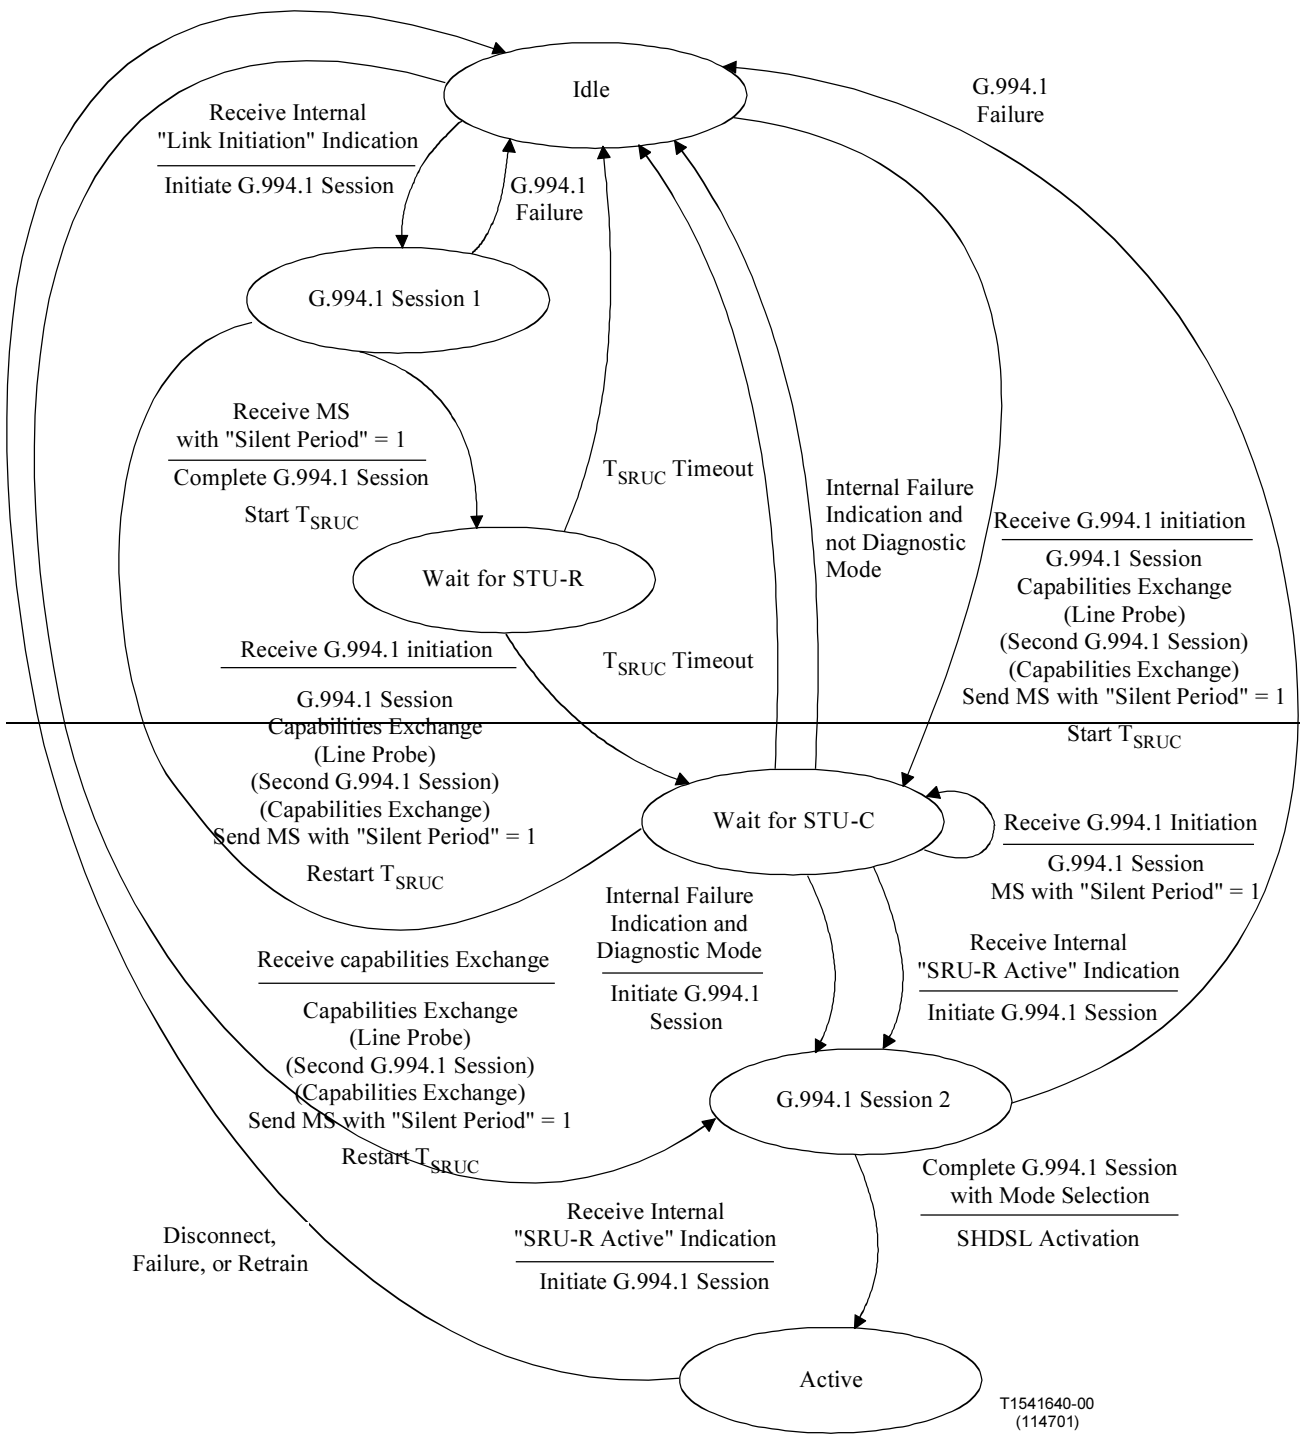 Idle
G.994.1
Failure
Receive Internal
"Link Initiation" Indication
Initiate G.994.1 Session
G.994.1
Failure
G.994.1 Session 1
Receive MS
with "Silent Period" = 1
Complete G.994.1 Session
Start TSRUC
TSRUC Timeout
Internal Failure
Indication and
not Diagnostic
Mode
Receive G.994.1 initiation
G.994.1 Session
Capabilities Exchange
(Line Probe)
(Second G.994.1 Session)
(Capabilities Exchange)
Send MS with "Silent Period" = 1
Start TSRUC
Wait for STU-R
Receive G.994.1 initiation
G.994.1 Session
Capabilities Exchange
(Line Probe)
(Second G.994.1 Session)
(Capabilities Exchange)
Send MS with "Silent Period" = 1
Restart TSRUC
TSRUC Timeout
Wait for STU-C
Receive G.994.1 Initiation
G.994.1 Session
MS with "Silent Period" = 1
Internal Failure
Indication and
Diagnostic Mode
Initiate G.994.1
Session
Receive Internal
"SRU-R Active" Indication
Initiate G.994.1 Session
Receive capabilities Exchange
Capabilities Exchange
(Line Probe)
(Second G.994.1 Session)
(Capabilities Exchange)
Send MS with "Silent Period" = 1
Restart TSRUC
G.994.1 Session 2
Complete G.994.1 Session
with Mode Selection
SHDSL Activation
Receive Internal
"SRU-R Active" Indication
Initiate G.994.1 Session
Disconnect,
Failure, or Retrain
Active
T1541640-00
(114701)